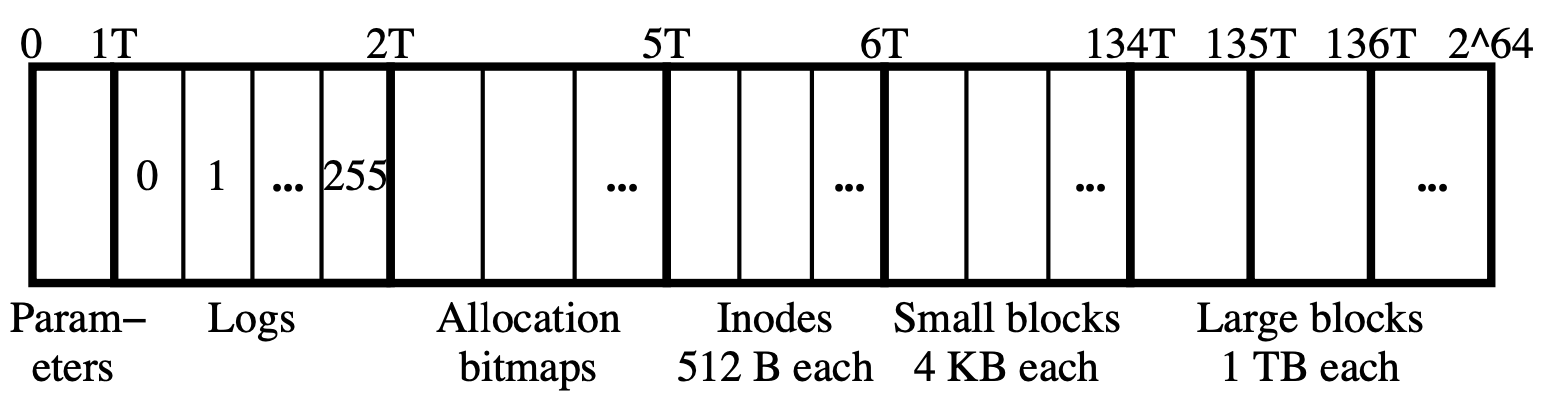 0 1T 2T 5T 6T 134T 135T 136T 2^64
0 1 ... 255 ... ... ... ...
Param– Logs Allocation Inodes Small blocks Large blocks
eters bitmaps 512 B each 4 KB each 1 TB each